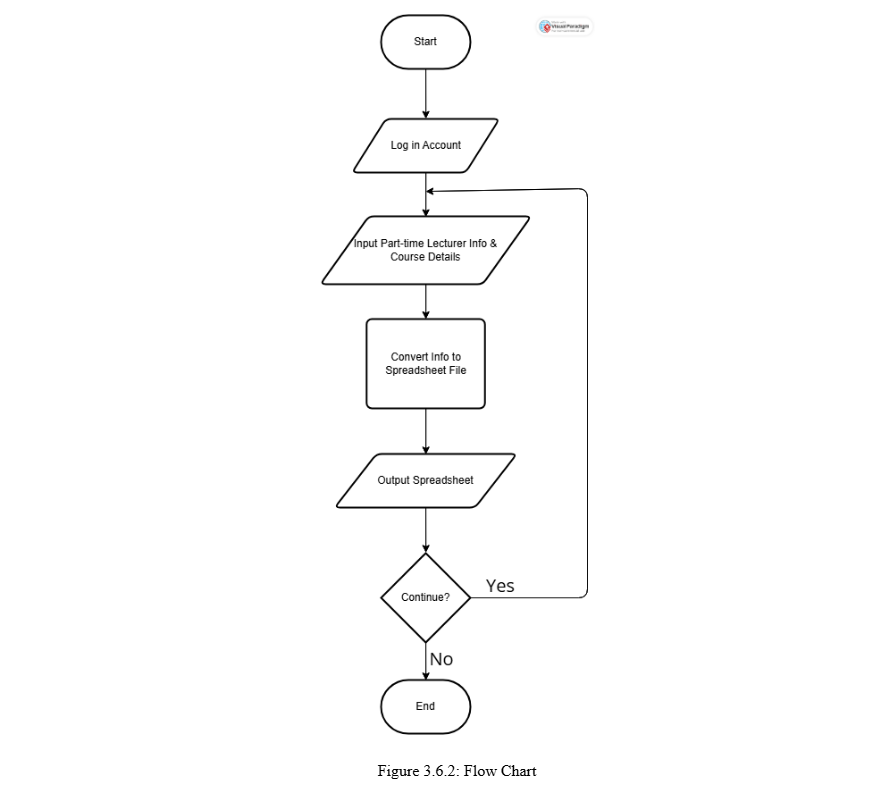 Start
Visual Paradigm
Log in Account
Input Part-time Lecturer Info &
Course Details
Convert Info to
Spreadsheet File
Output Spreadsheet
Continue?
Yes
No
End
Figure 3.6.2: Flow Chart